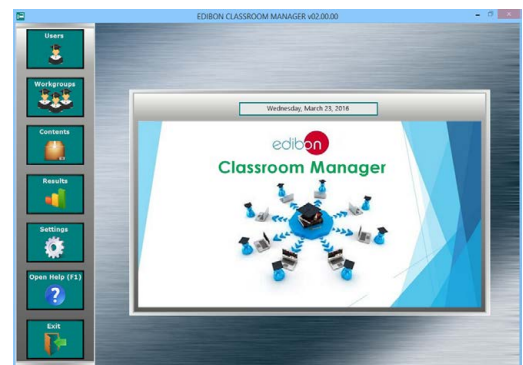 EDIBON CLASSROOM MANAGER v02.00.00
Users
Workgroups
Contents
Results
Settings
Open Help (F1)
Exit
Wednesday, March 23, 2016
edibon
Classroom Manager